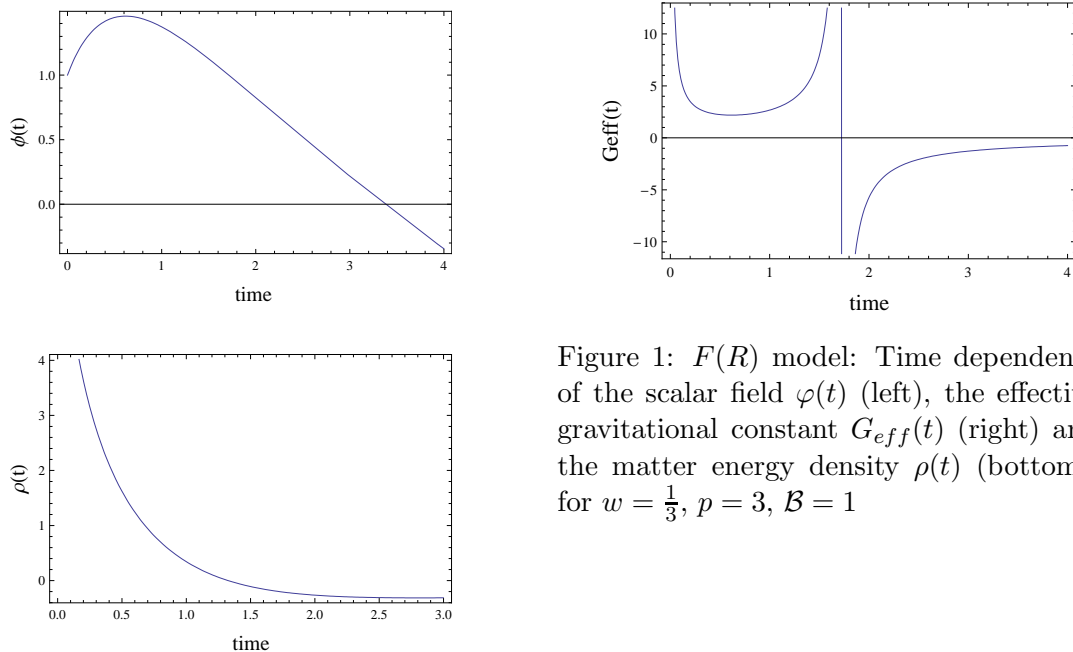 1.0
0.5
0.0
φ(t)
0 1 2 3 4
time
10
5
0
−5
−10
Geff(t)
0 1 2 3 4
time
4
3
2
1
0
ρ(t)
0.0 0.5 1.0 1.5 2.0 2.5 3.0
time
Figure 1: F(R) model: Time dependen
of the scalar field φ(t) (left), the effecti
gravitational constant G_eff(t) (right) a
the matter energy density ρ(t) (bottom
for w = 1/3, p = 3, ℬ = 1